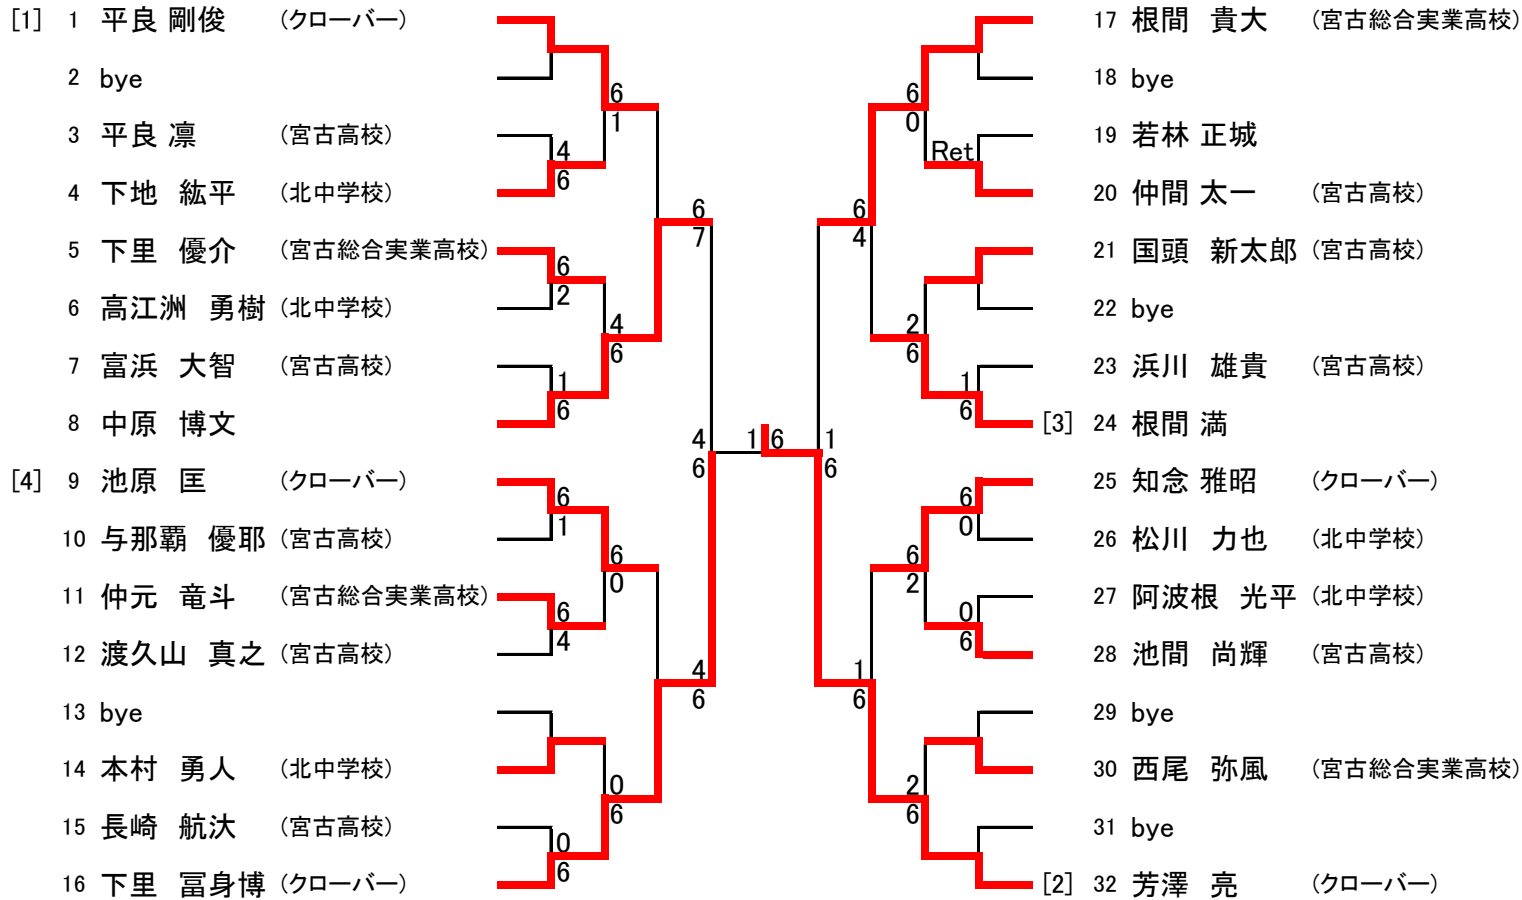 [1] 1 平良 剛俊 (クローバー)
2 bye
3 平良 凛 (宮古高校)
4 下地 紘平 (北中学校)
5 下里 優介 (宮古総合実業高校)
6 高江洲 勇樹 (北中学校)
7 富浜 大智 (宮古高校)
8 中原 博文
[4] 9 池原 匡 (クローバー)
10 与那覇 優耶 (宮古高校)
11 仲元 竜斗 (宮古総合実業高校)
12 渡久山 真之 (宮古高校)
13 bye
14 本村 勇人 (北中学校)
15 長崎 航汰 (宮古高校)
16 下里 冨身博 (クローバー)
4
6
6
2
1
6
6
1
6
4
0
6
6
1
4
6
6
0
0
6
6
7
4
6
4
6
1 6
1
6
6
4
1
6
6
0
2
6
6
2
2
6
Ret
1
6
6
0
0
6
17 根間 貴大 (宮古総合実業高校)
18 bye
19 若林 正城
20 仲間 太一 (宮古高校)
21 国頭 新太郎 (宮古高校)
22 bye
23 浜川 雄貴 (宮古高校)
[3] 24 根間 満
25 知念 雅昭 (クローバー)
26 松川 力也 (北中学校)
27 阿波根 光平 (北中学校)
28 池間 尚輝 (宮古高校)
29 bye
30 西尾 弥風 (宮古総合実業高校)
31 bye
[2] 32 芳澤 亮 (クローバー)